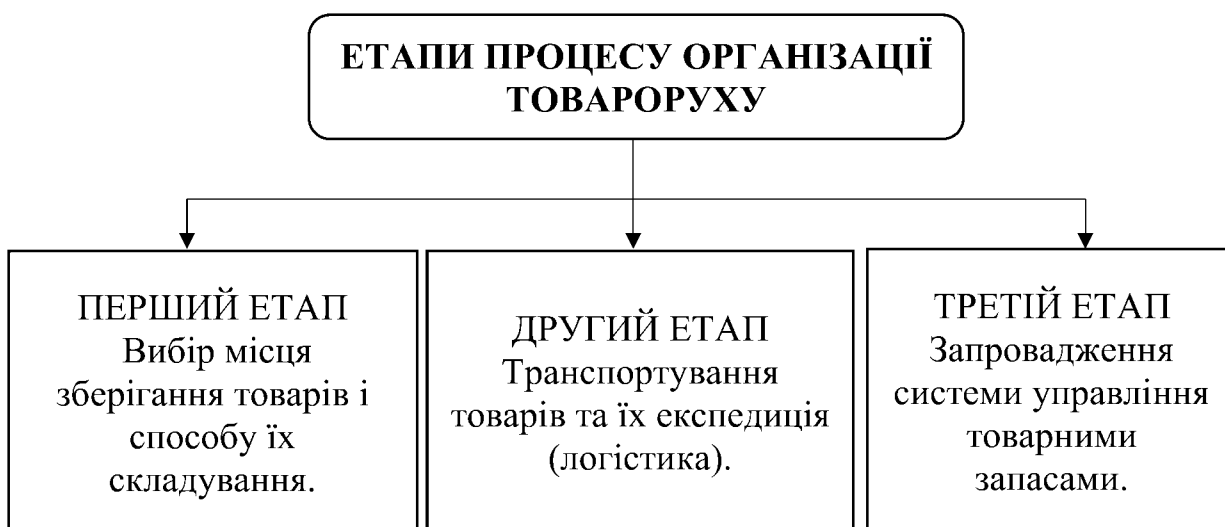 ЕТАПИ ПРОЦЕСУ ОРГАНІЗАЦІЇ
ТОВАРОРУХУ
ПЕРШИЙ ЕТАП
Вибір місця
зберігання товарів і
способу їх
складування.
ДРУГИЙ ЕТАП
Транспортування
товарів та їх експедиція
(логістика).
ТРЕТІЙ ЕТАП
Запровадження
системи управління
товарними
запасами.